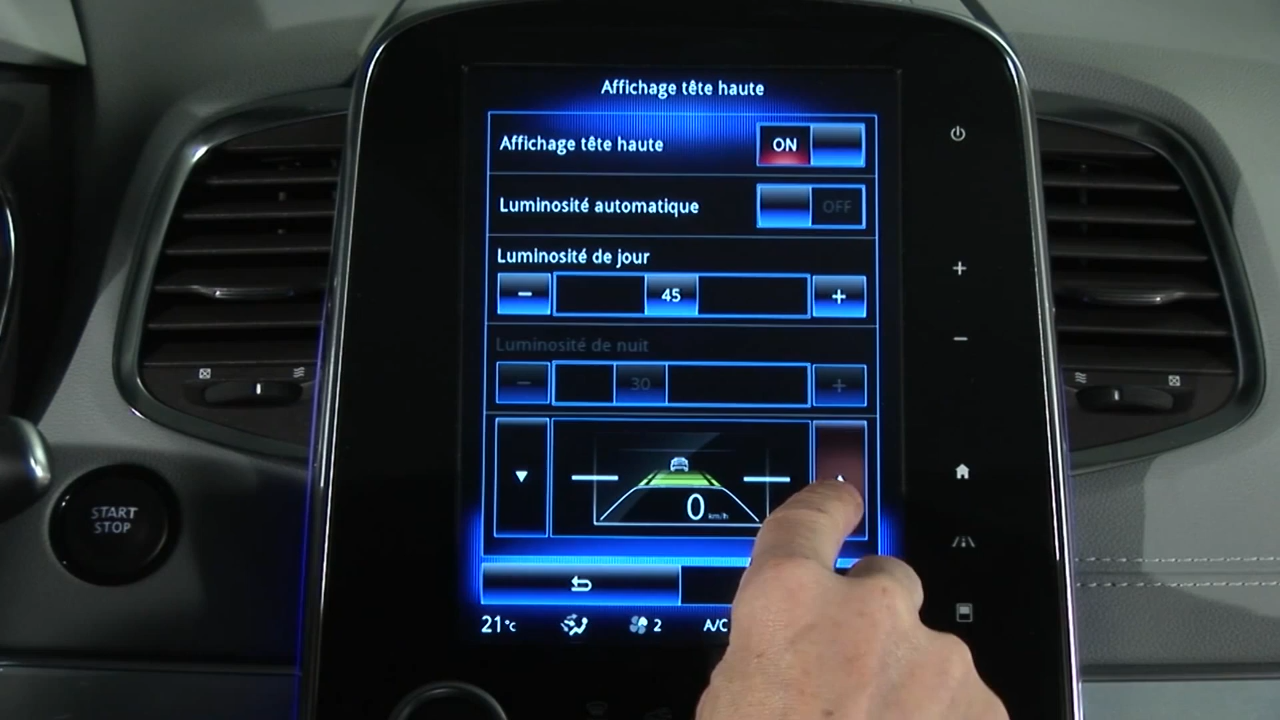 Affichage tête haute
Affichage tête haute
ON
Luminosité automatique
OFF
Luminosité de jour
− 45 +
Luminosité de nuit
− 30 +
0 km/h
21°C
2
A/C
START
STOP
+
−